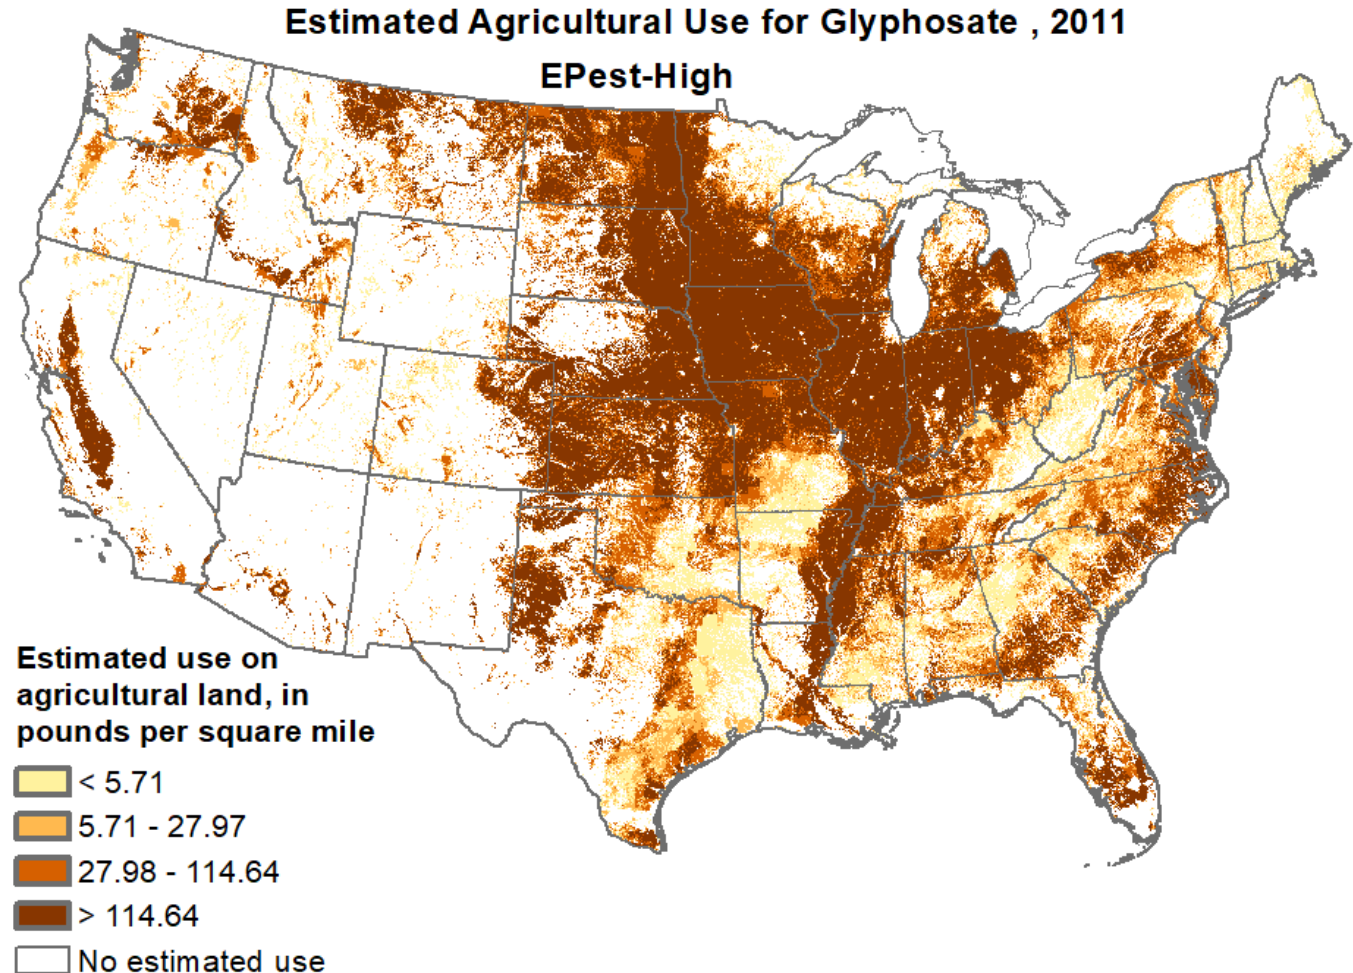 Estimated Agricultural Use for Glyphosate , 2011
EPest-High
Estimated use on
agricultural land, in
pounds per square mile
< 5.71
5.71 - 27.97
27.98 - 114.64
> 114.64
No estimated use